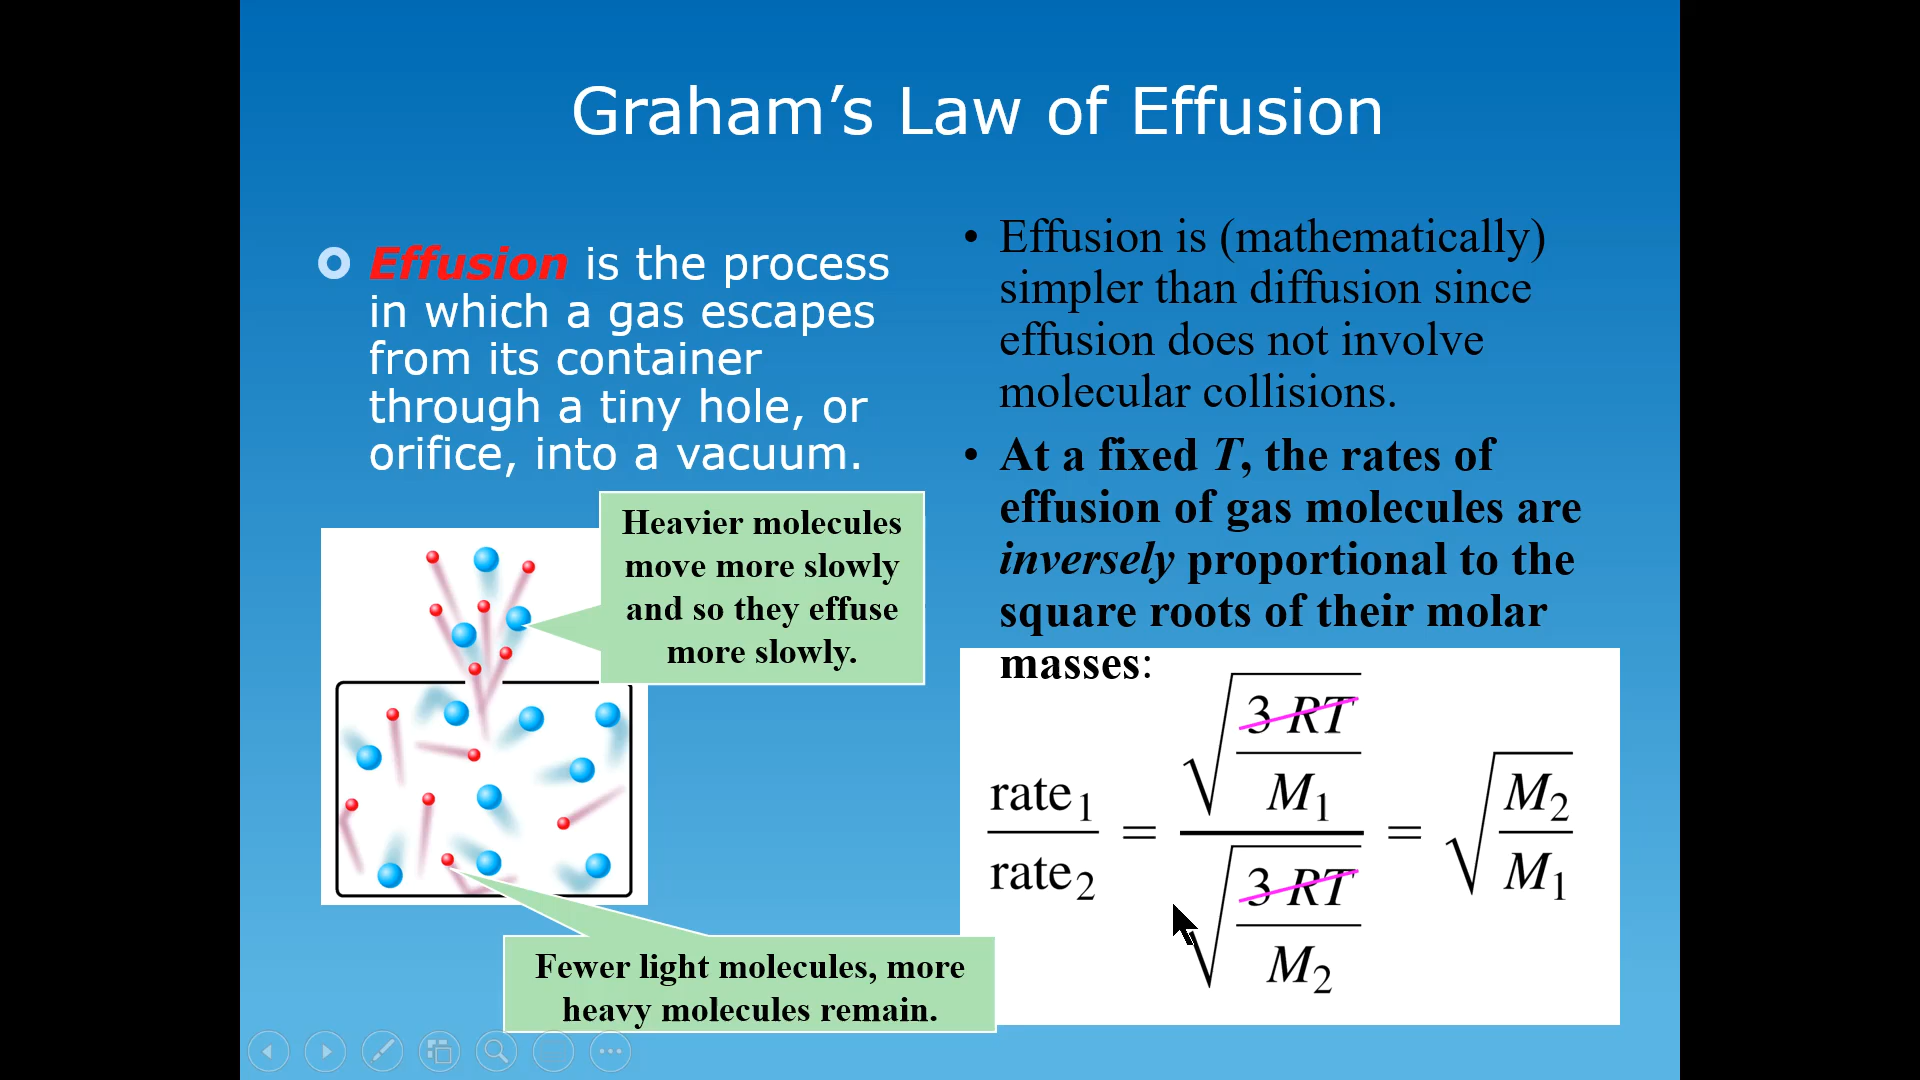 Graham’s Law of Effusion
Effusion is the process
in which a gas escapes
from its container
through a tiny hole, or
orifice, into a vacuum.
Heavier molecules
move more slowly
and so they effuse
more slowly.
Fewer light molecules, more
heavy molecules remain.
• Effusion is (mathematically)
simpler than diffusion since
effusion does not involve
molecular collisions.
• At a fixed T, the rates of
effusion of gas molecules are
inversely proportional to the
square roots of their molar
masses:
rate₁/rate₂ = √(3 RT/M₁)/√(3 RT/M₂) = √(M₂/M₁)